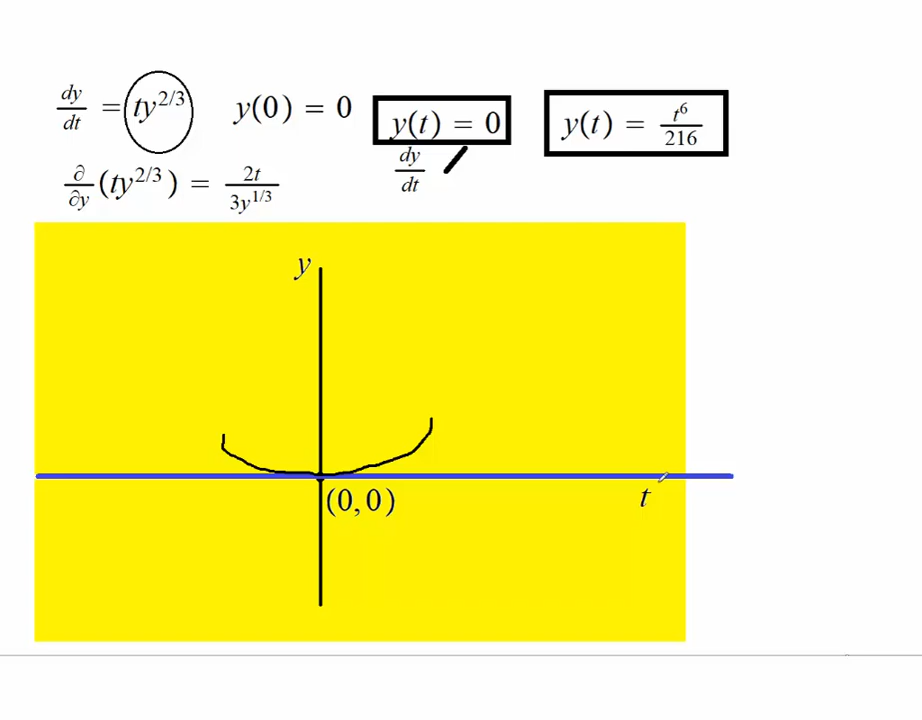 dy/dt = ty^{2/3}   y(0) = 0   y(t) = 0   y(t) = t^6/216
dy/dt
∂/∂y (ty^{2/3}) = 2t/3y^{1/3}
y
(0, 0)
t